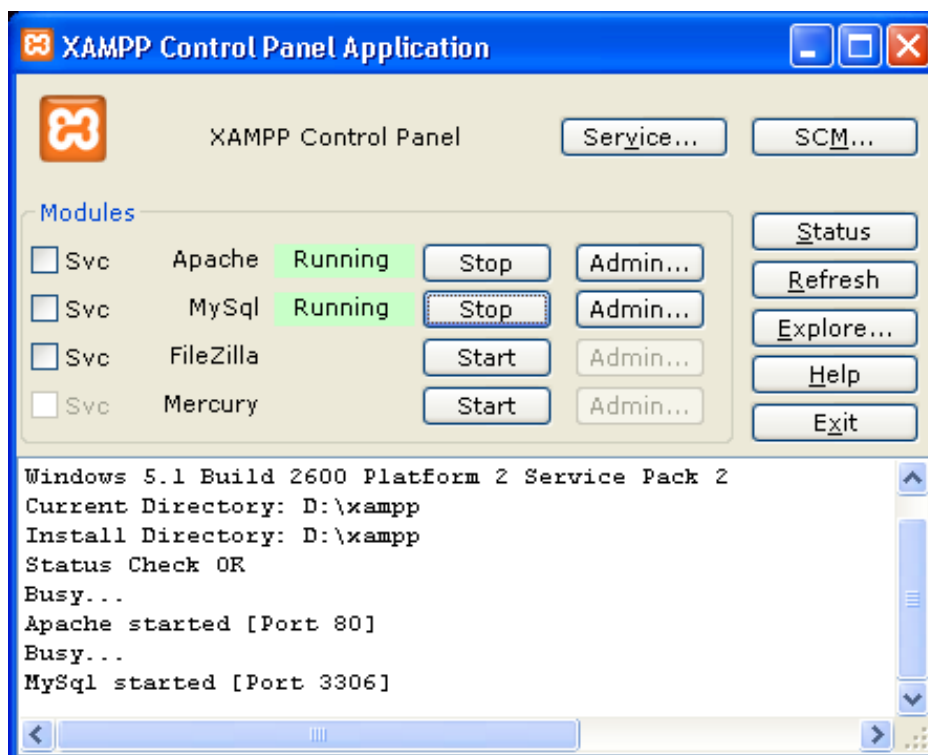 XAMPP Control Panel Application
XAMPP Control Panel Service... SCM...
Modules
Svc Apache Running Stop Admin...
Svc MySql Running Stop Admin...
Svc FileZilla Start Admin...
Svc Mercury Start Admin...
Status
Refresh
Explore...
Help
Exit
Windows 5.1 Build 2600 Platform 2 Service Pack 2
Current Directory: D:\xampp
Install Directory: D:\xampp
Status Check OK
Busy...
Apache started [Port 80]
Busy...
MySql started [Port 3306]